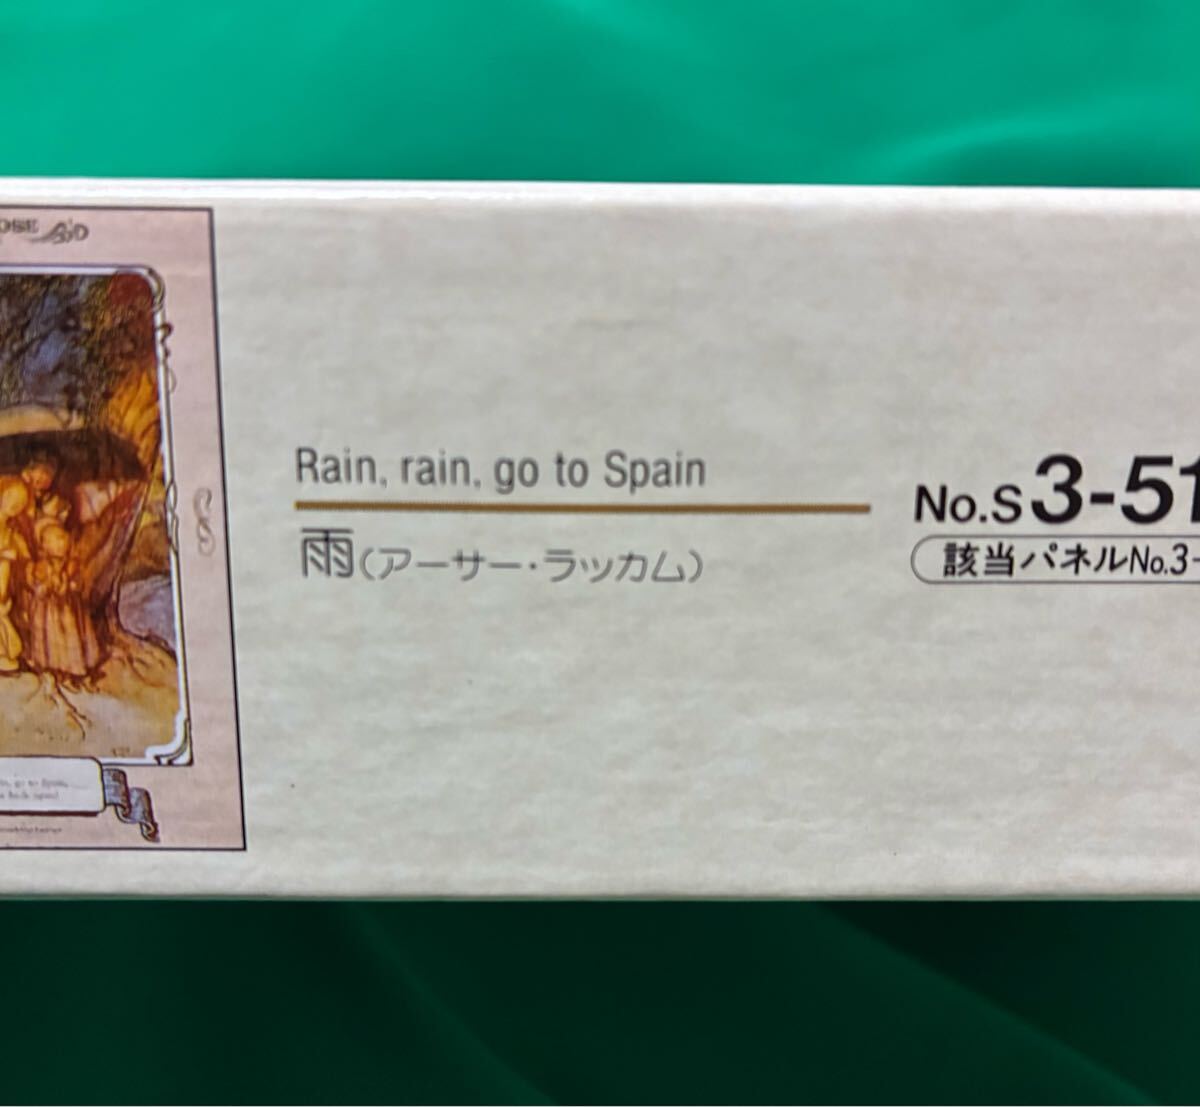 Rain, rain, go to Spain
雨(アーサー・ラッカム)
No.S3-51
該当パネルNo.3-